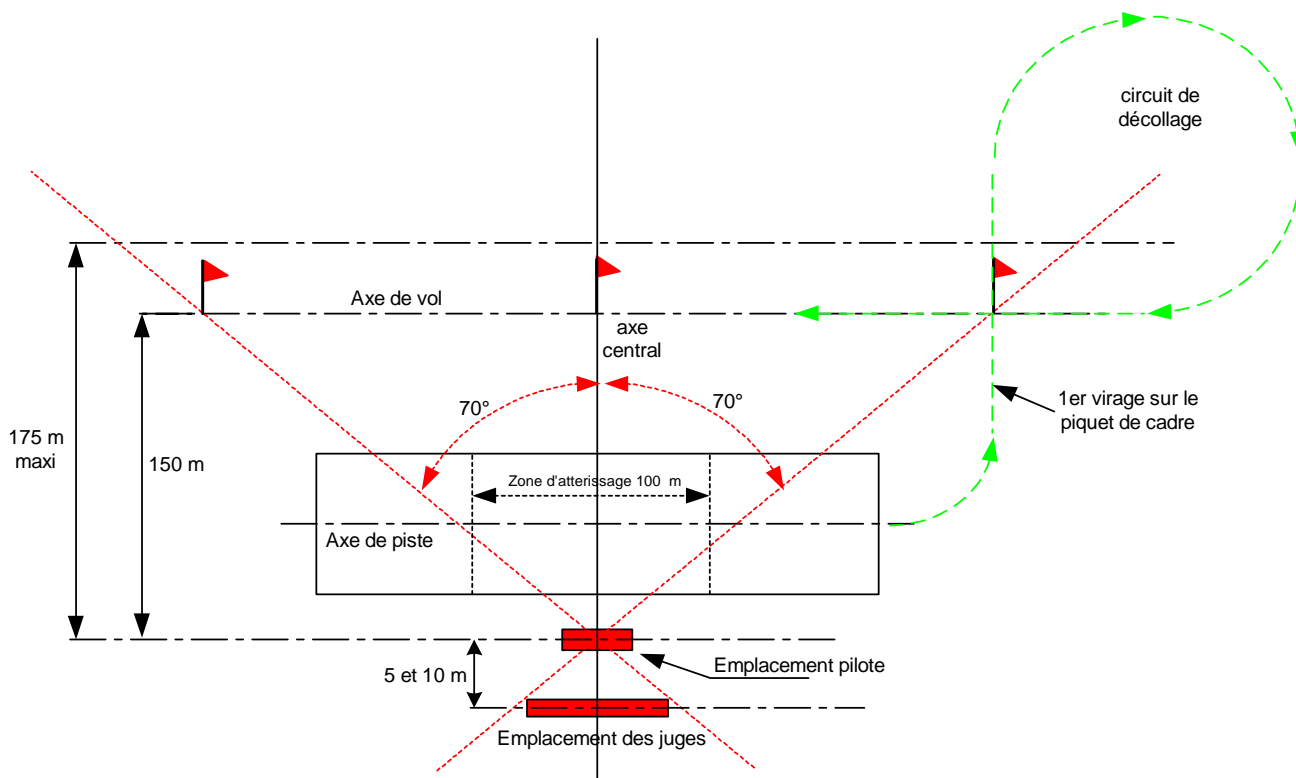 circuit de
décollage
Axe de vol
axe
central
70°
70°
1er virage sur le
piquet de cadre
175 m
maxi
150 m
Zone d'atterissage 100 m
Axe de piste
Emplacement pilote
5 et 10 m
Emplacement des juges